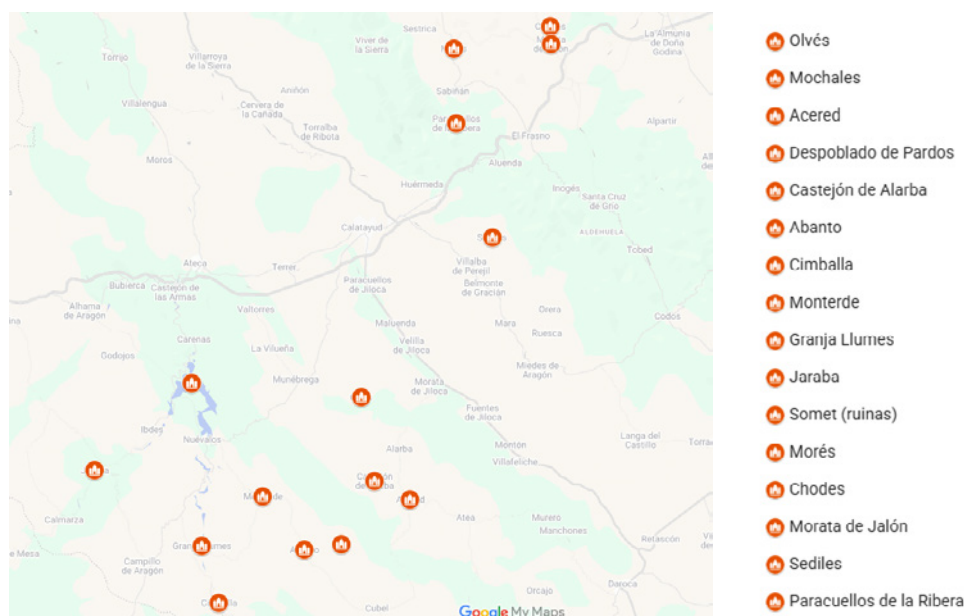 Sestrica
Viver de
la Sierra
La Almunia
de Doña
Godina
Torrijo
Villarroya
de la Sierra
Sabiñán
Aniñón
Villalengua
Cervera de
la Cañada
Torralba
de Ribota
Alpartir
El Frasno
Moros
Aluenda
Huérmeda
Inogés
Santa Cruz
de Grío
Calatayud
ALDEHUELA
Tobed
Ateca
Terrer
Villalba
de Perejil
Bubierca
Castejón de
las Armas
Paracuellos
de Jiloca
Belmonte
de Gracián
Alhama
de Aragón
Valtorres
Orera
Codos
Maluenda
Mara
Ruesca
Carenas
Velilla
de Jiloca
Godojos
La Vilueña
Miedes de
Aragón
Munébrega
Morata
de Jiloca
Fuentes
de Jiloca
Ibdes
Nuévalos
Alarba
Montón
Langa del
Castillo
Villafeliche
Calmarza
Atea
Murero
Manchones
Retascón
Campillo
de Aragón
Daroca
Orcajo
Cubel
Google My Maps
Olvés
Mochales
Acered
Despoblado de Pardos
Castejón de Alarba
Abanto
Cimballa
Monterde
Granja Llumes
Jaraba
Somet (ruinas)
Morés
Chodes
Morata de Jalón
Sediles
Paracuellos de la Ribera